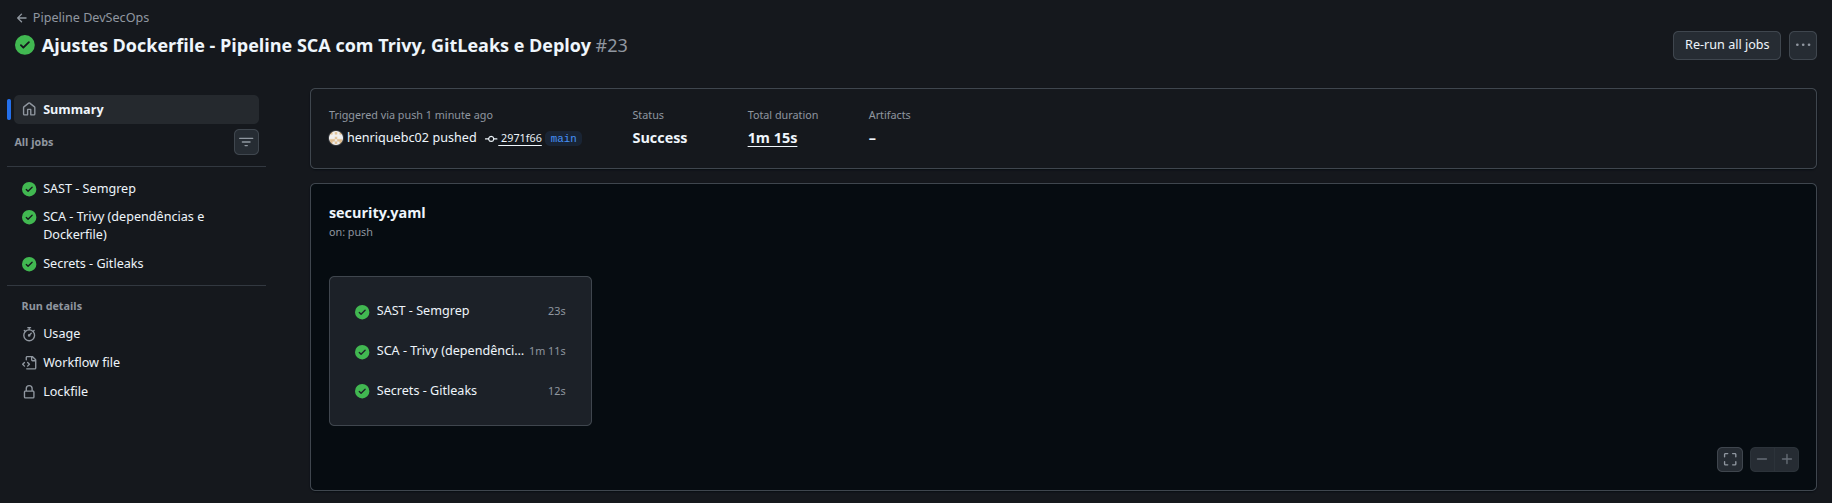 Pipeline DevSecOps
Ajustes Dockerfile - Pipeline SCA com Trivy, GitLeaks e Deploy #23
Re-run all jobs
Summary
All jobs
SAST - Semgrep
SCA - Trivy (dependências e
Dockerfile)
Secrets - Gitleaks
Run details
Usage
Workflow file
Lockfile
Triggered via push 1 minute ago
henriquebc02 pushed 2971f66 main
Status
Success
Total duration
1m 15s
Artifacts
–
security.yaml
on: push
SAST - Semgrep 23s
SCA - Trivy (dependênci... 1m 11s
Secrets - Gitleaks 12s